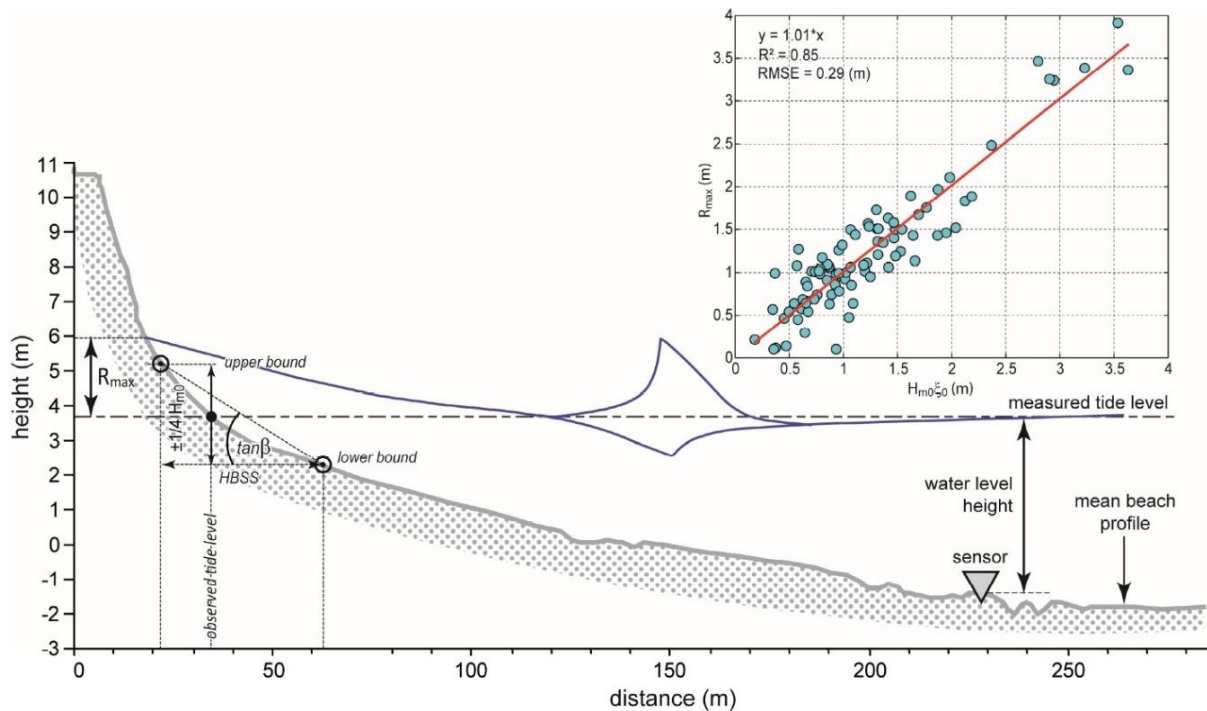 y = 1.01*x
R² = 0.85
RMSE = 0.29 (m)
4
3.5
3
2.5
2
1.5
1
0.5
0
R_max (m)
0 0.5 1 1.5 2 2.5 3 3.5 4
H_m0ξ_0 (m)
height (m)
11
10
9
8
7
6
5
4
3
2
1
0
-1
-2
-3
R_max
upper bound
±1/4H_m0
tanβ
HBSS
lower bound
observed-tide-level
measured tide level
water level
height
mean beach
profile
sensor
0 50 100 150 200 250
distance (m)